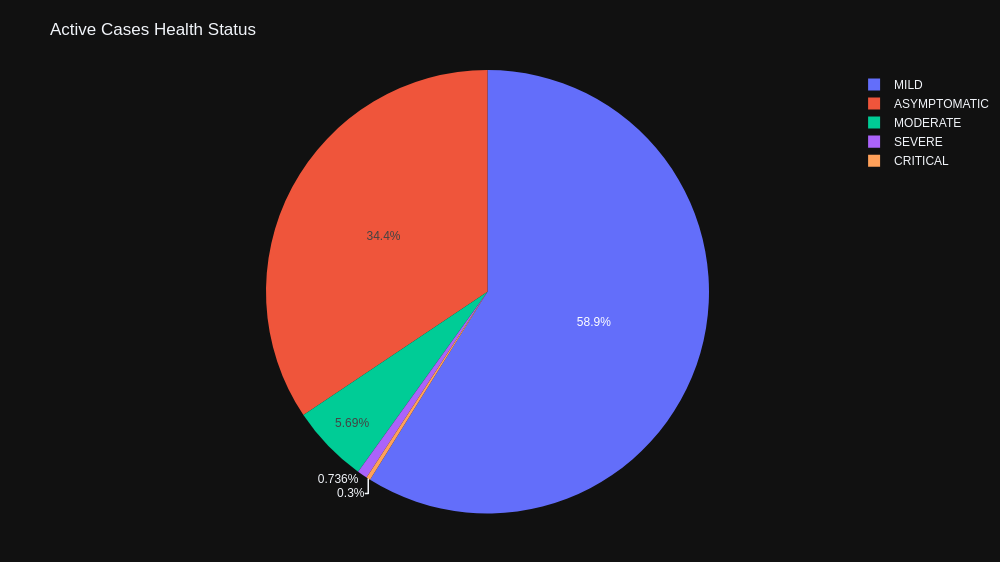 Active Cases Health Status
MILD
ASYMPTOMATIC
MODERATE
SEVERE
CRITICAL
34.4%
58.9%
5.69%
0.736%
0.3%